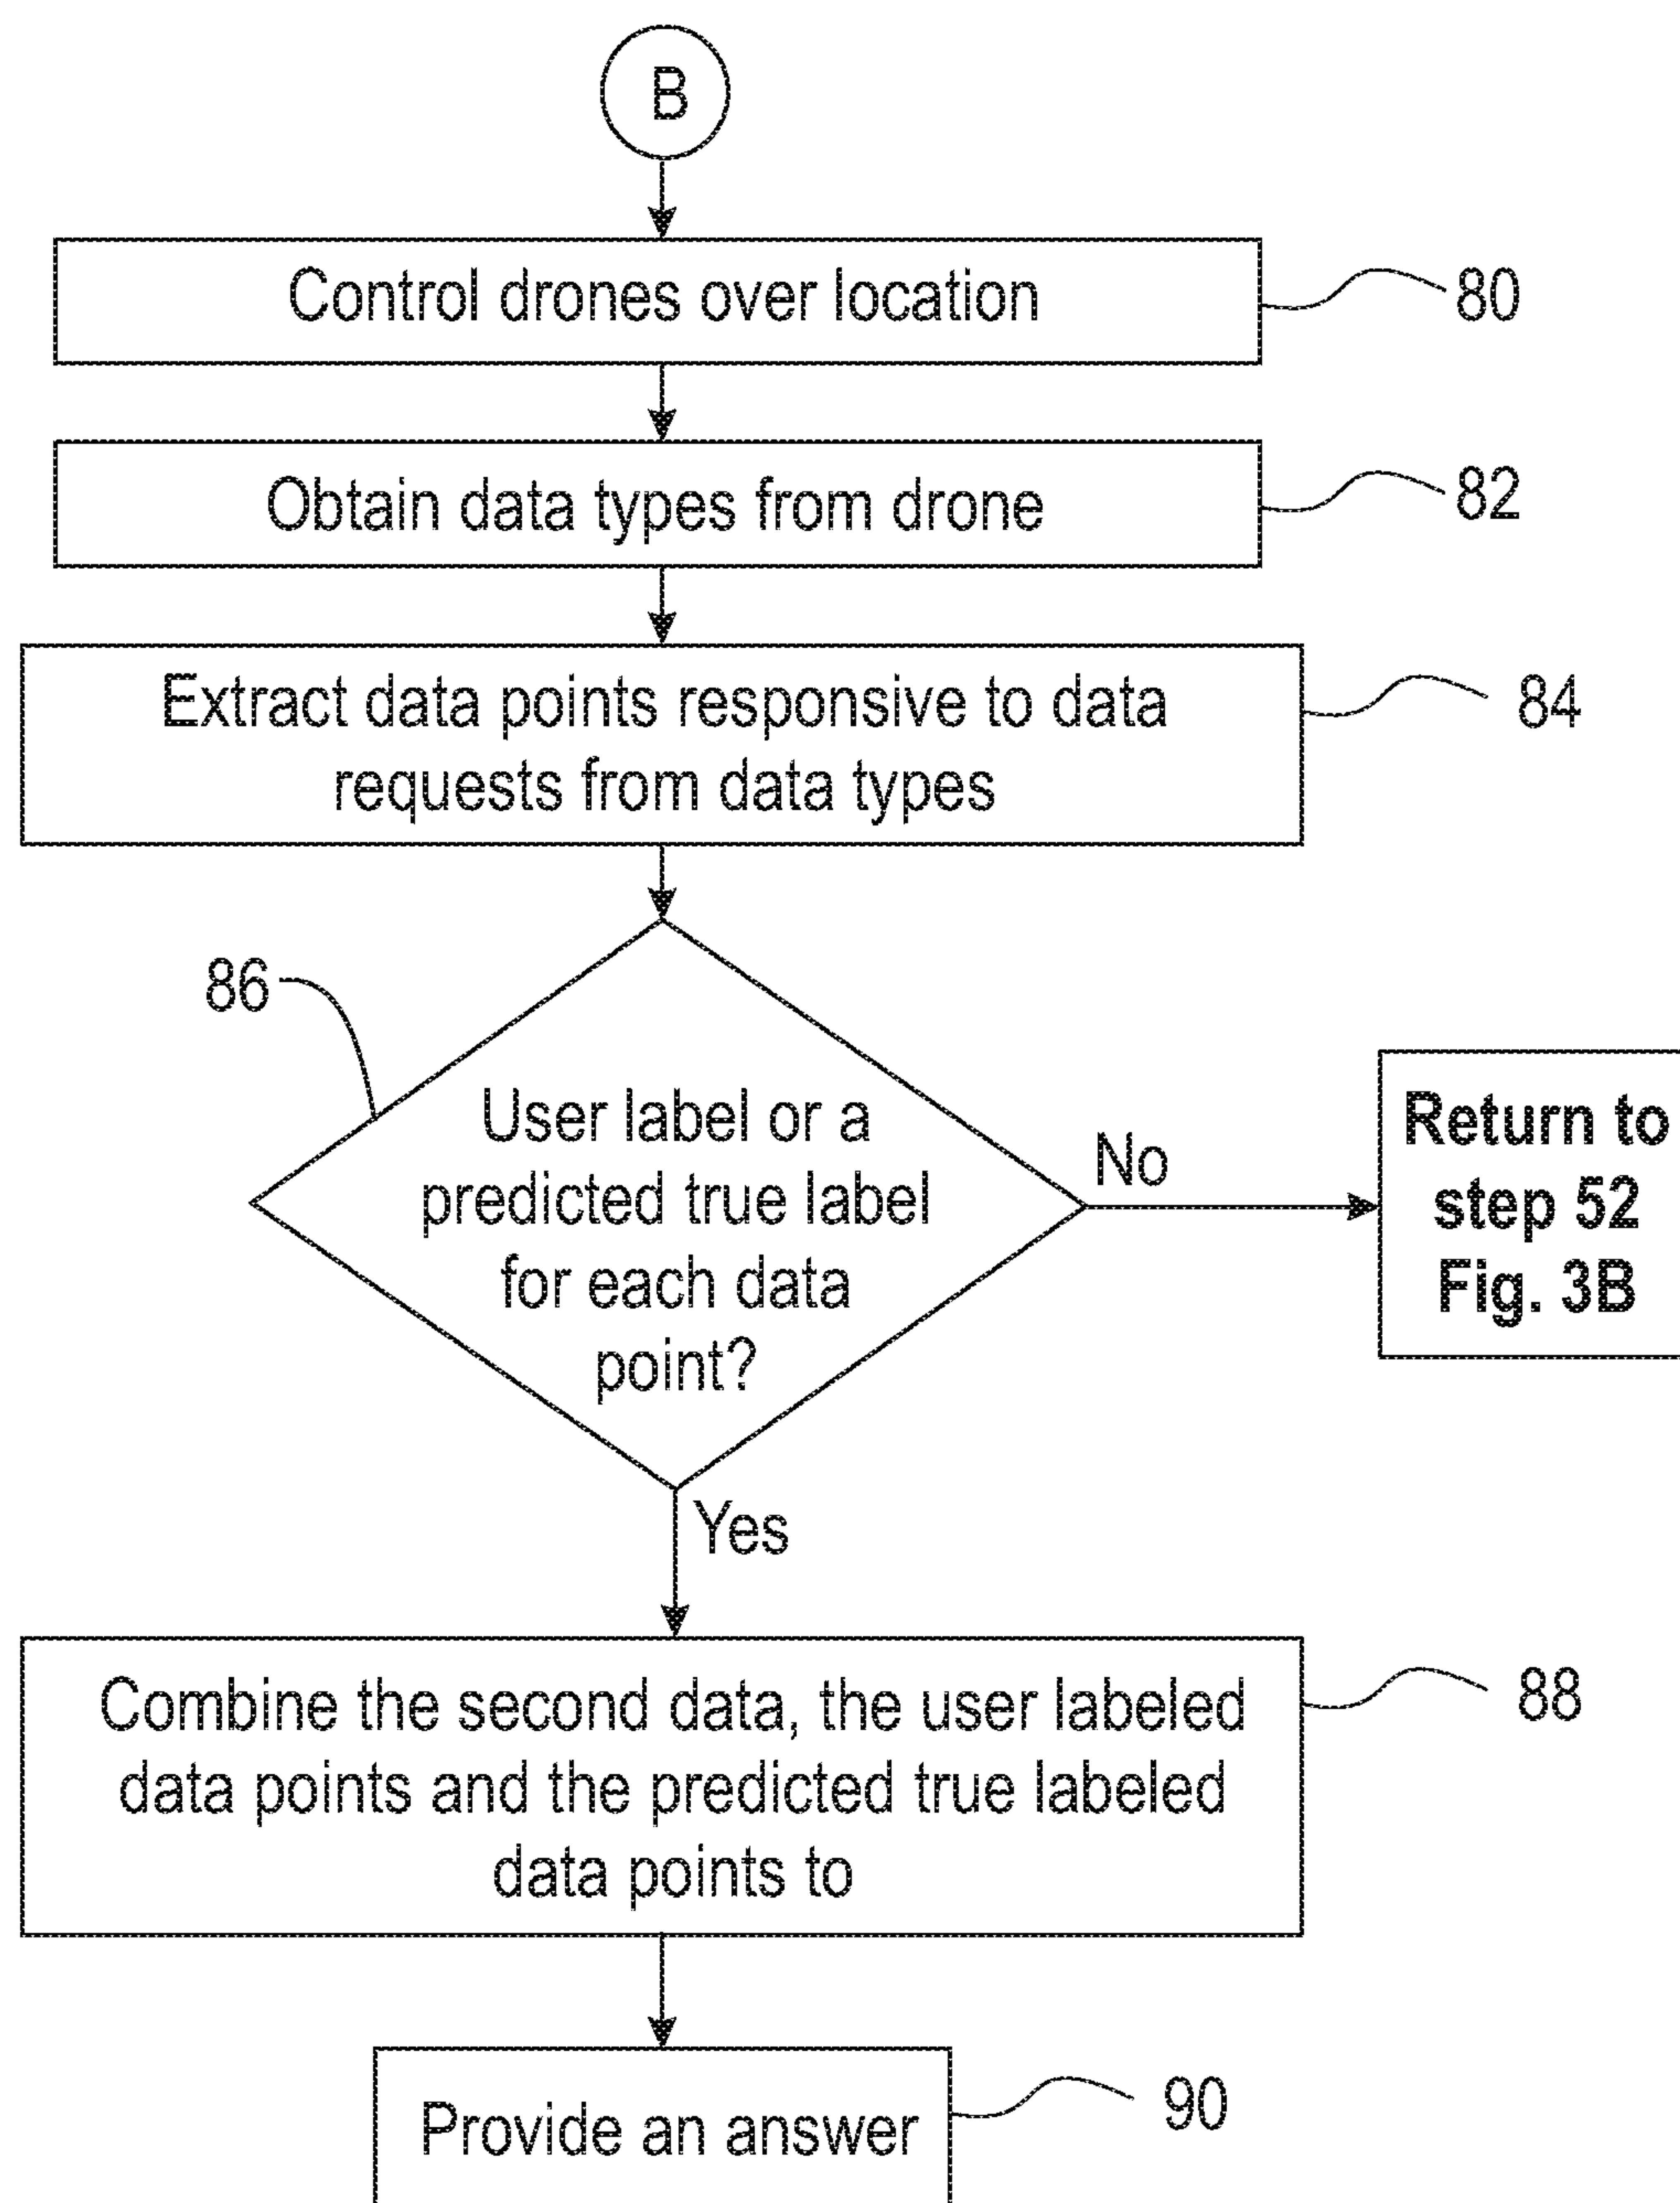 B
Control drones over location
80
Obtain data types from drone
82
Extract data points responsive to data
requests from data types
84
86
User label or a
predicted true label
for each data
point?
No
Return to
step 52
Fig. 3B
Yes
Combine the second data, the user labeled
data points and the predicted true labeled
data points to
88
Provide an answer
90